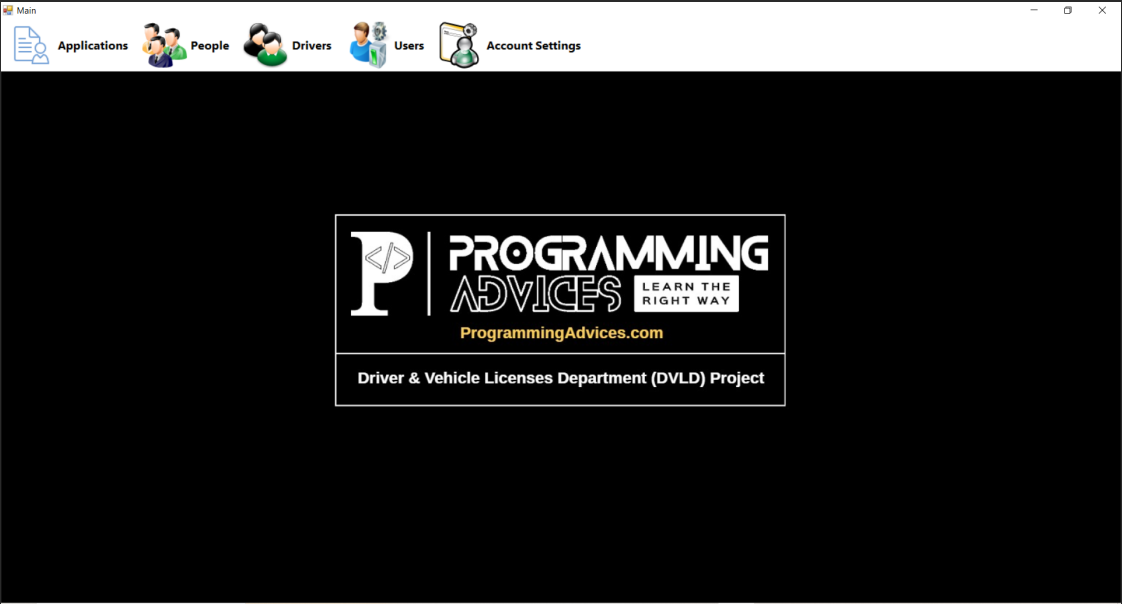 Main
Applications People Drivers Users Account Settings
P </> PROGRAMMING
ADVICES LEARN THE
RIGHT WAY
ProgrammingAdvices.com
Driver & Vehicle Licenses Department (DVLD) Project